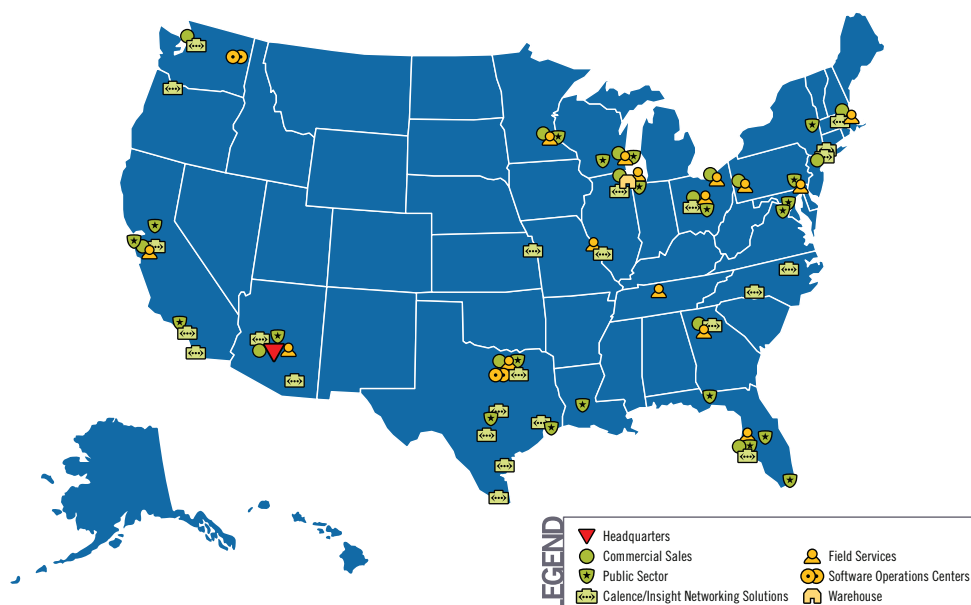 LEGEND
Headquarters
Commercial Sales
Public Sector
Calence/Insight Networking Solutions
Field Services
Software Operations Centers
Warehouse